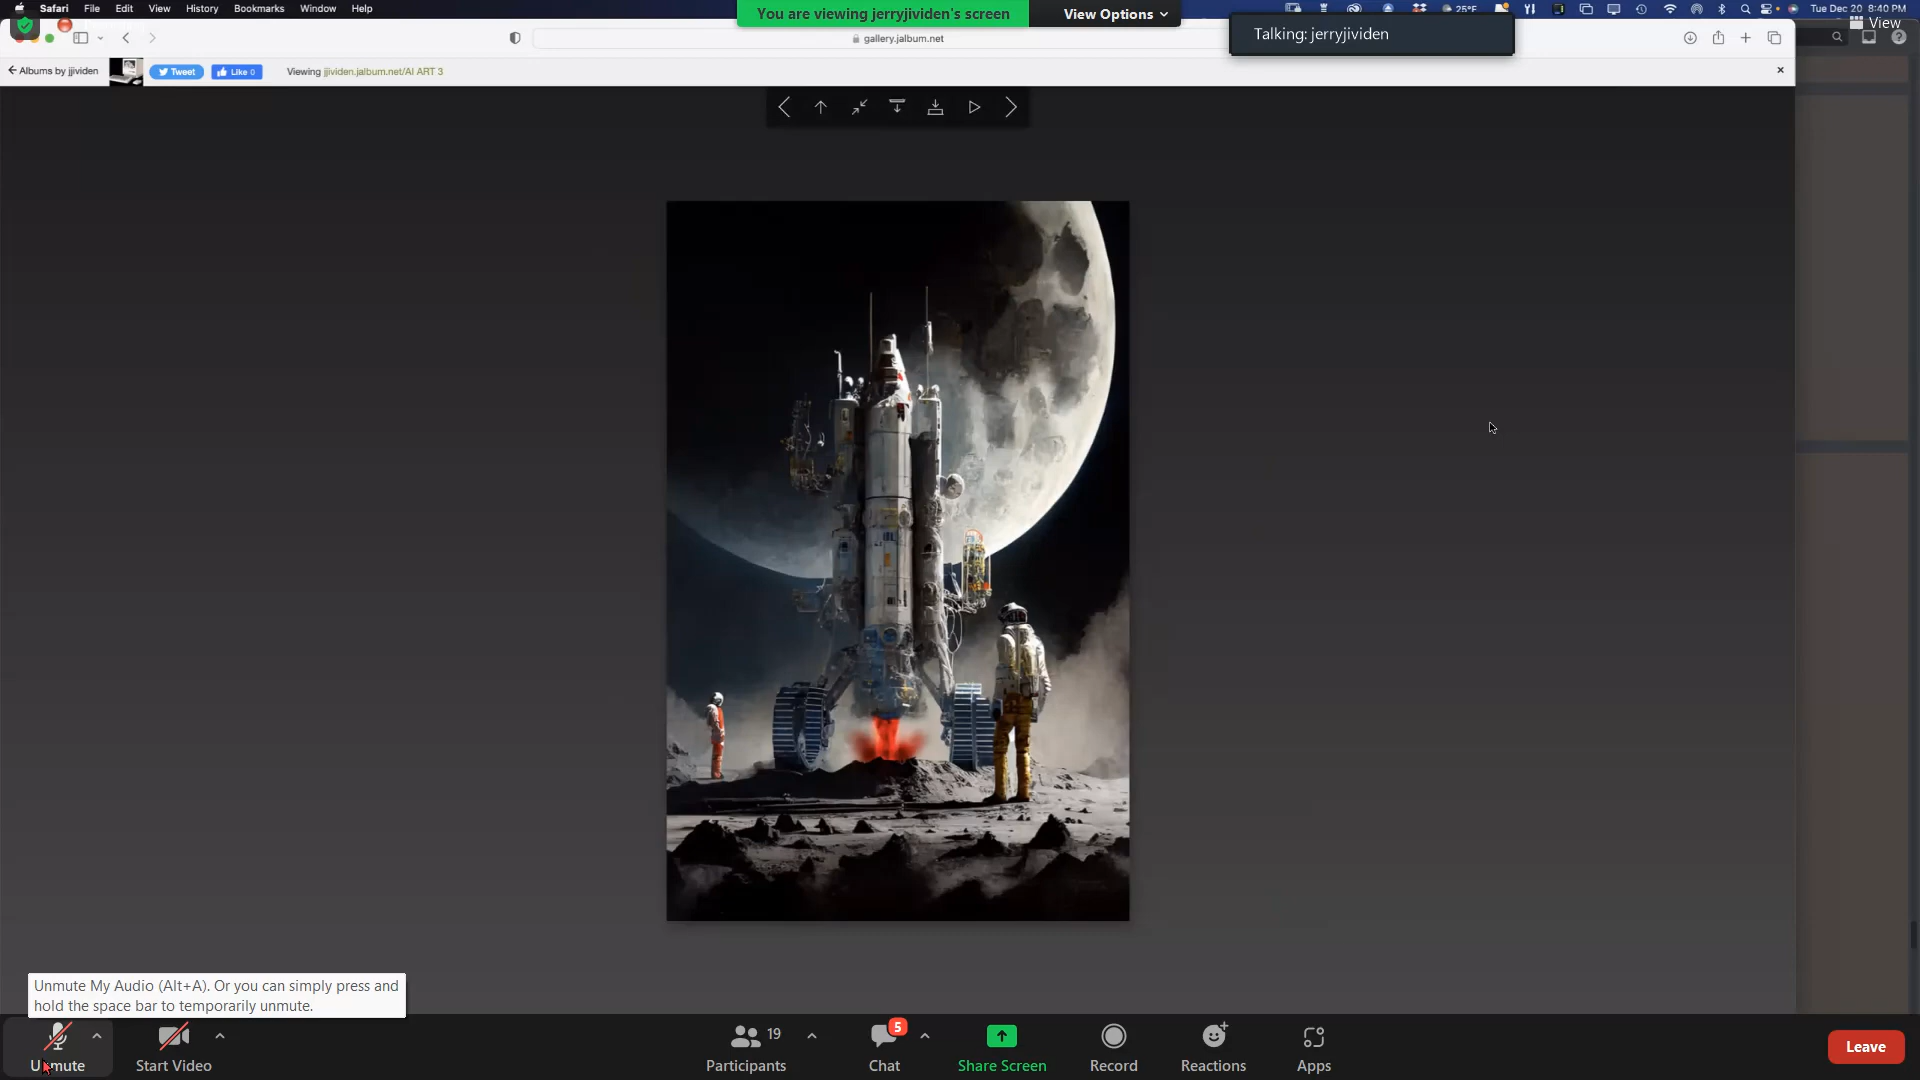 Safari File Edit View History Bookmarks Window Help
You are viewing jerryjividen's screen
View Options
25°F
Tue Dec 20 8:40 PM
View
Talking: jerryjividen
gallery.jalbum.net
Albums by jjividen
Tweet
Like 0
Viewing jjividen.jalbum.net/AI ART 3
Unmute My Audio (Alt+A). Or you can simply press and
hold the space bar to temporarily unmute.
Unmute
Start Video
19
Participants
5
Chat
Share Screen
Record
Reactions
Apps
Leave